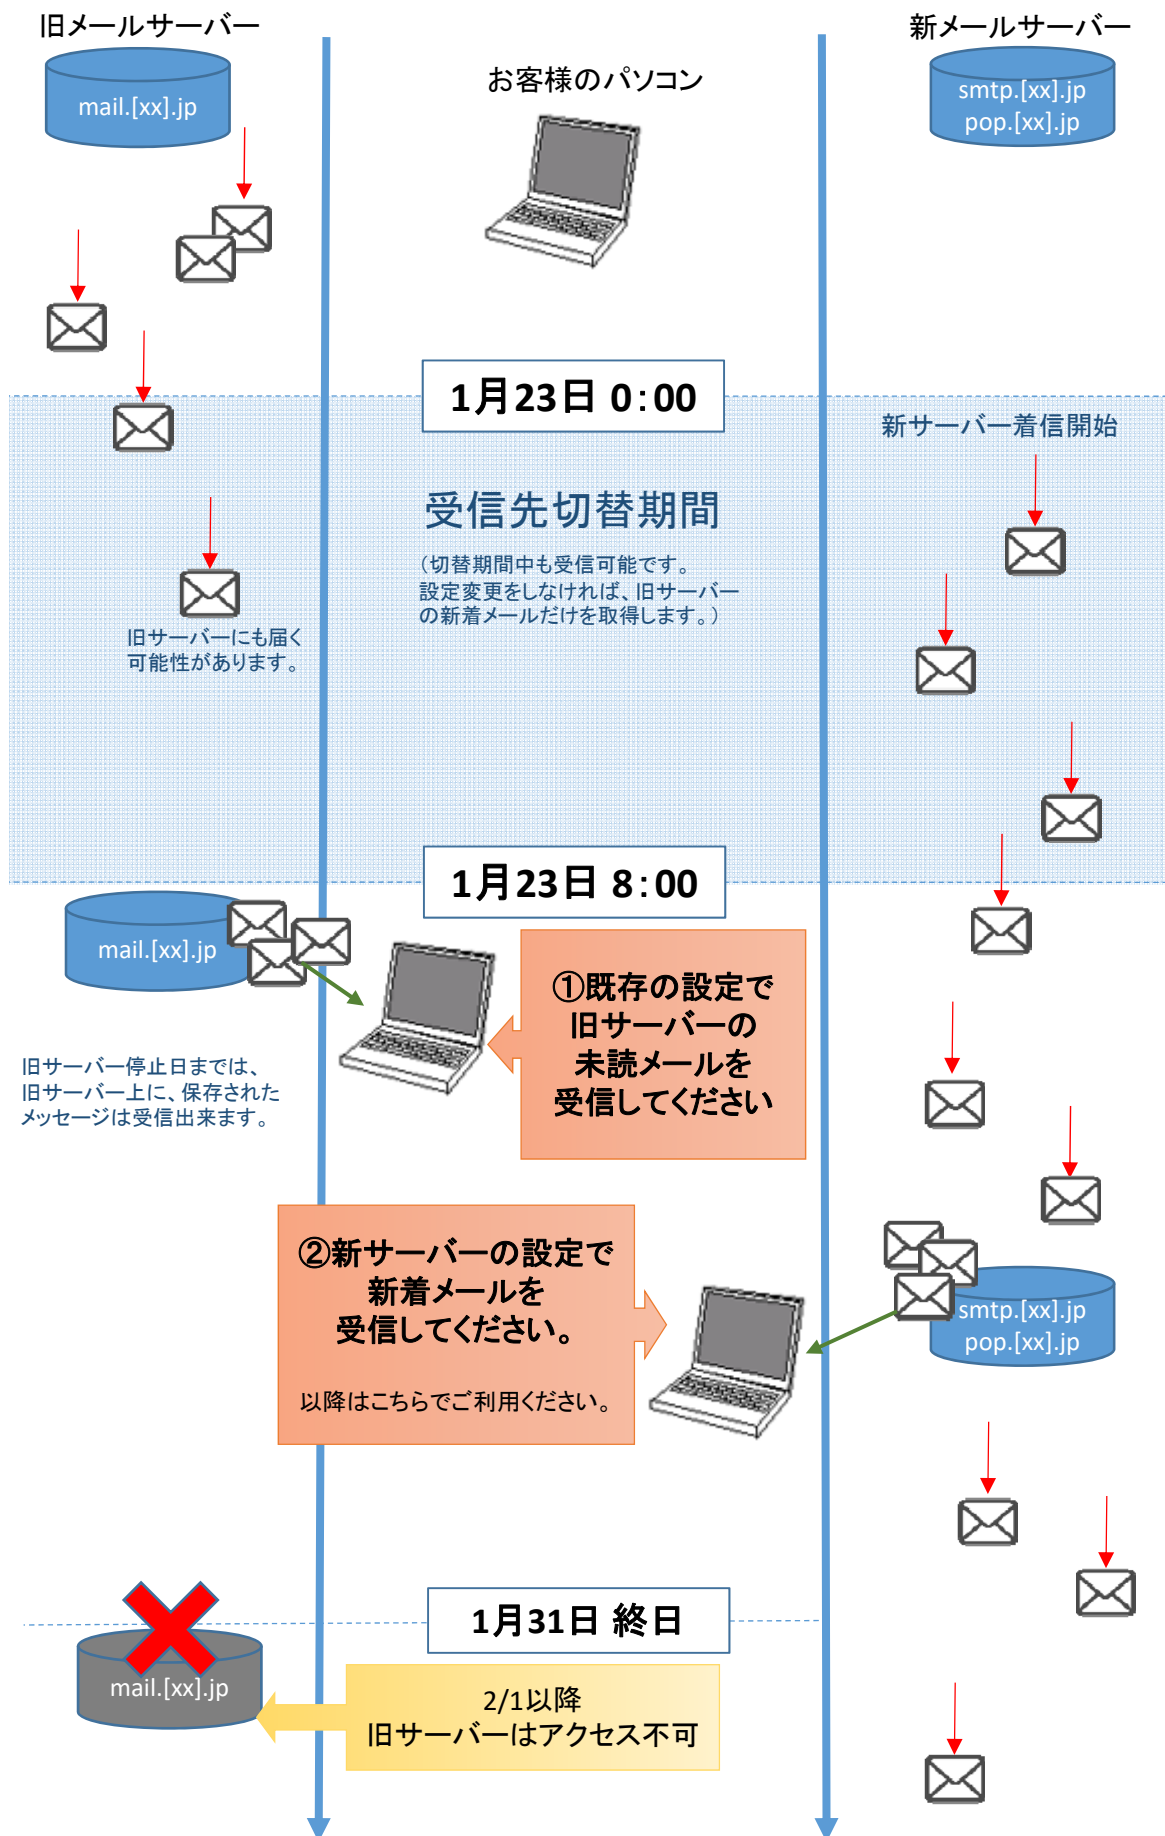 旧メールサーバー
新メールサーバー
お客様のパソコン
mail.[xx].jp
smtp.[xx].jp
pop.[xx].jp
1月23日 0:00
新サーバー着信開始
受信先切替期間
（切替期間中も受信可能です。
設定変更をしなければ、旧サーバー
の新着メールだけを取得します。）
旧サーバーにも届く
可能性があります。
1月23日 8:00
mail.[xx].jp
①既存の設定で
旧サーバーの
未読メールを
受信してください
旧サーバー停止日までは、
旧サーバー上に、保存された
メッセージは受信出来ます。
②新サーバーの設定で
新着メールを
受信してください。
以降はこちらでご利用ください。
smtp.[xx].jp
pop.[xx].jp
1月31日 終日
mail.[xx].jp
2/1以降
旧サーバーはアクセス不可